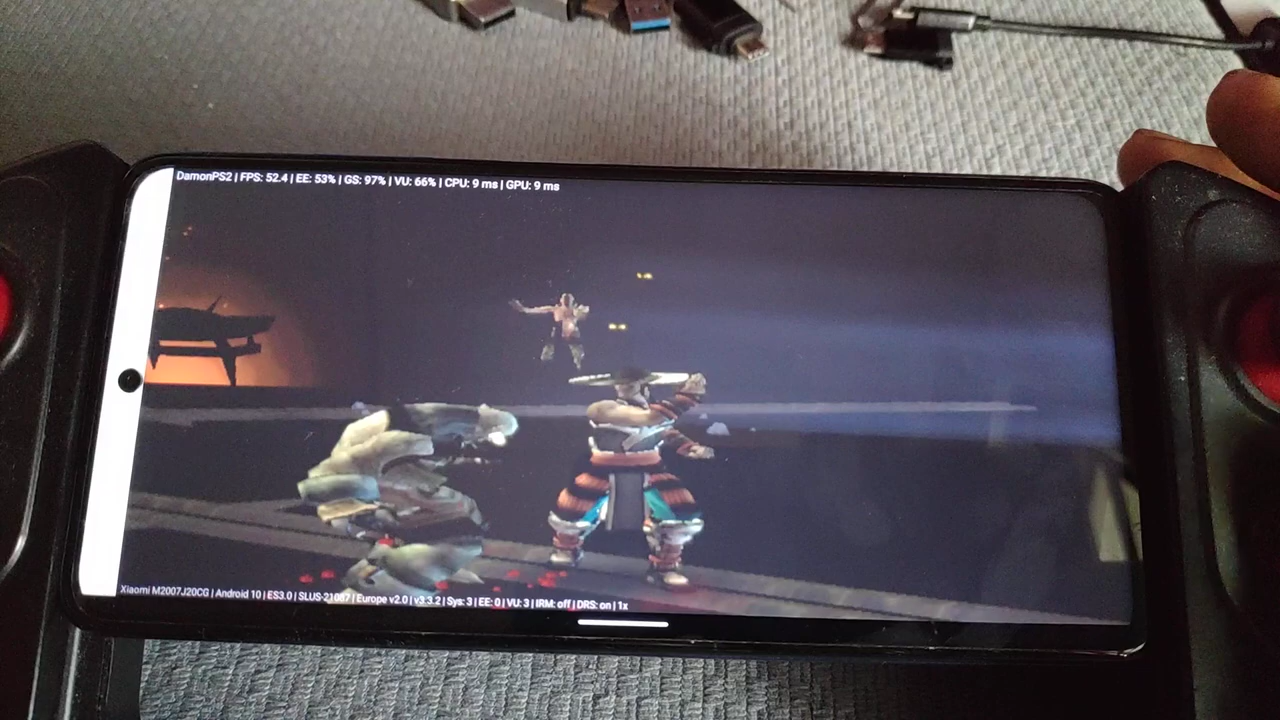 DamonPS2 | FPS: 52.4 | EE: 53% | GS: 97% | VU: 66% | CPU: 9 ms | GPU: 9 ms
Xiaomi M2007J20CG | Android 10 | ES3.0 | SLUS-21087 | Europe v2.0 | v3.3.2 | Sys: 3 | EE: 0 | VU: 3 | IRM: off | DRS: on | 1x